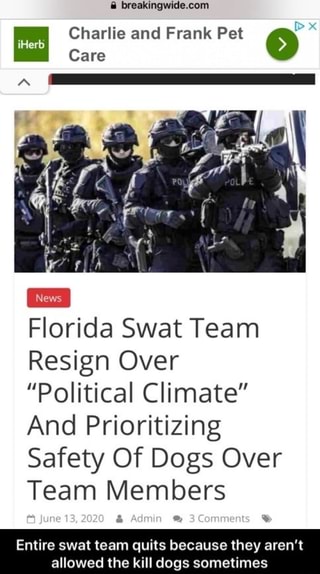 breakingwide.com
iHerb
Charlie and Frank Pet
Care
News
Florida Swat Team
Resign Over
“Political Climate”
And Prioritizing
Safety Of Dogs Over
Team Members
June 13, 2020 Admin 3 Comments
Entire swat team quits because they aren’t
allowed the kill dogs sometimes